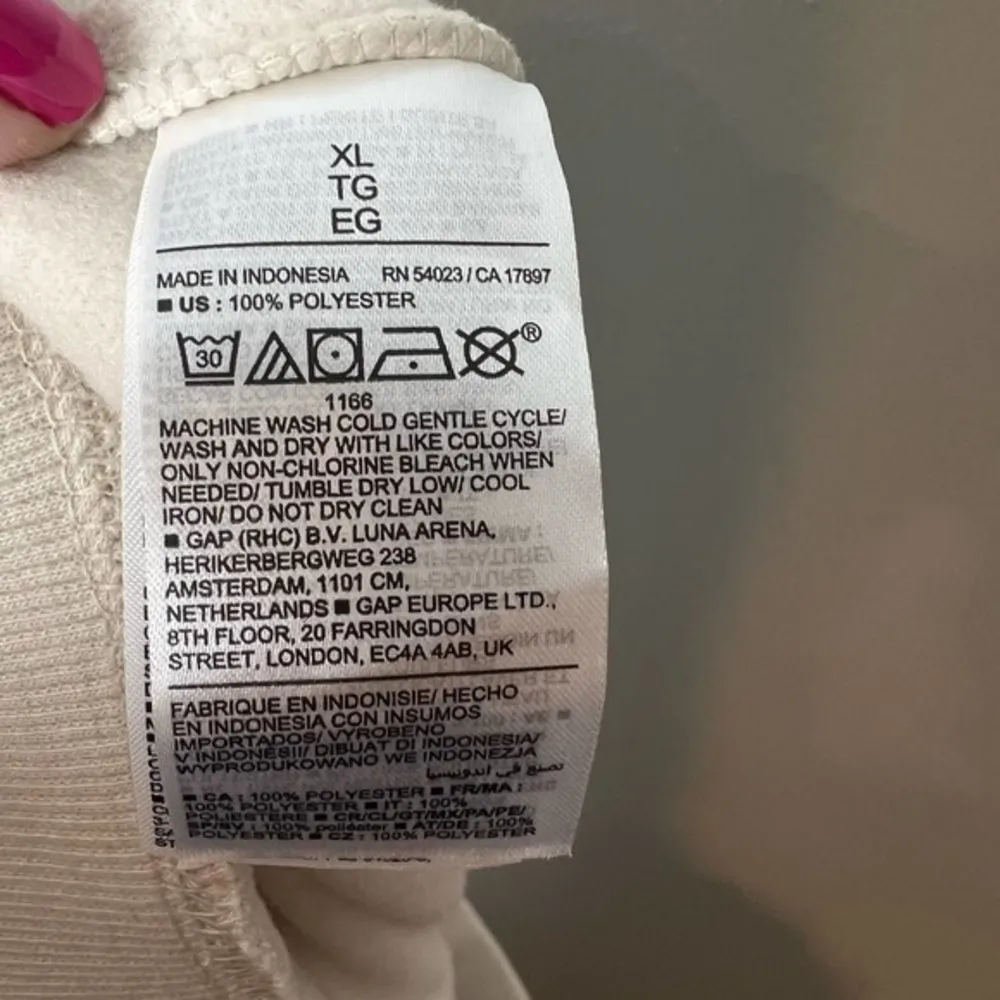 XL
TG
EG
MADE IN INDONESIA RN 54023 / CA 17897
■ US : 100% POLYESTER
30 ®
1166
MACHINE WASH COLD GENTLE CYCLE/
WASH AND DRY WITH LIKE COLORS/
ONLY NON-CHLORINE BLEACH WHEN
NEEDED/ TUMBLE DRY LOW/ COOL
IRON/ DO NOT DRY CLEAN
■ GAP (RHC) B.V. LUNA ARENA,
HERIKERBERGWEG 238
AMSTERDAM, 1101 CM,
NETHERLANDS ■ GAP EUROPE LTD.,
8TH FLOOR, 20 FARRINGDON
STREET, LONDON, EC4A 4AB, UK
FABRIQUE EN INDONISIE/ HECHO
EN INDONESIA CON INSUMOS
IMPORTADOS/ VYROBENO
V INDONÉSII/ DIBUAT DI INDONESIA/
WYPRODUKOWANO WE INDONEZJA
تصنع في اندونيسيا
■ CA : 100% POLYESTER ■ FR/MA :
100% POLYESTER ■ IT : 100%
POLIESTERE ■ CR/CL/GT/MX/PA/PE/
SP/SV : 100% poliéster ■ AT/DE : 100%
POLYESTER ■ CZ : 100% POLYESTER